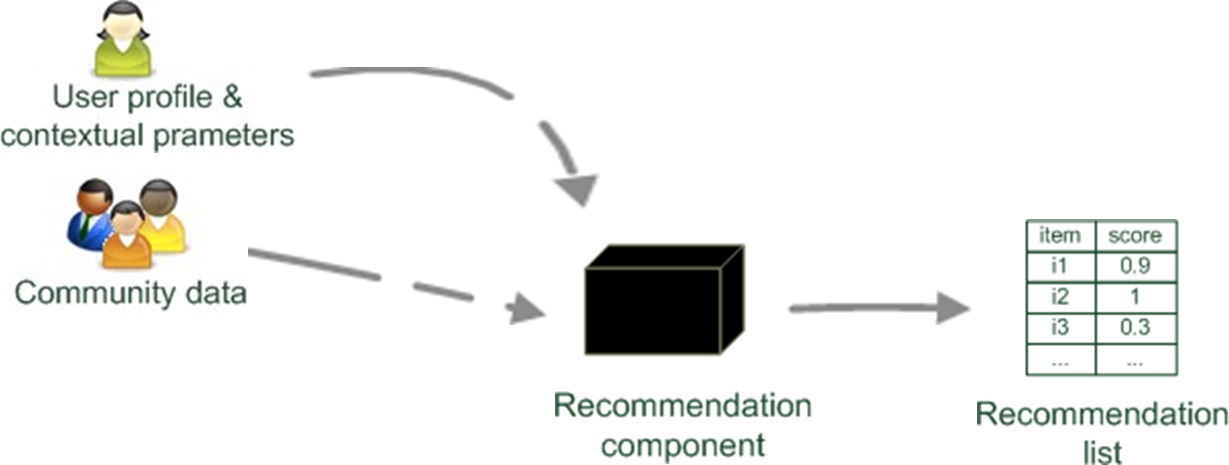 User profile &
contextual prameters
Community data
Recommendation
component
item score
i1 0.9
i2 1
i3 0.3
... ...
Recommendation
list